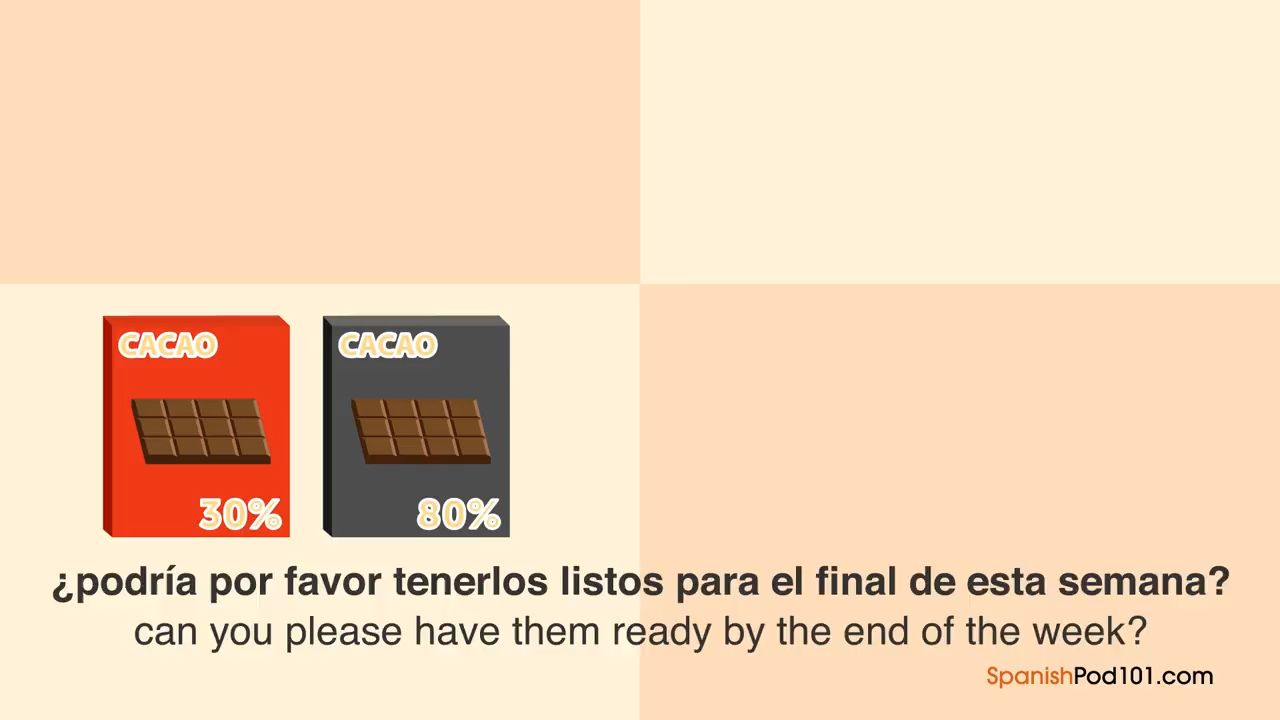 CACAO
30%
CACAO
80%
¿podría por favor tenerlos listos para el final de esta semana?
can you please have them ready by the end of the week?
SpanishPod101.com